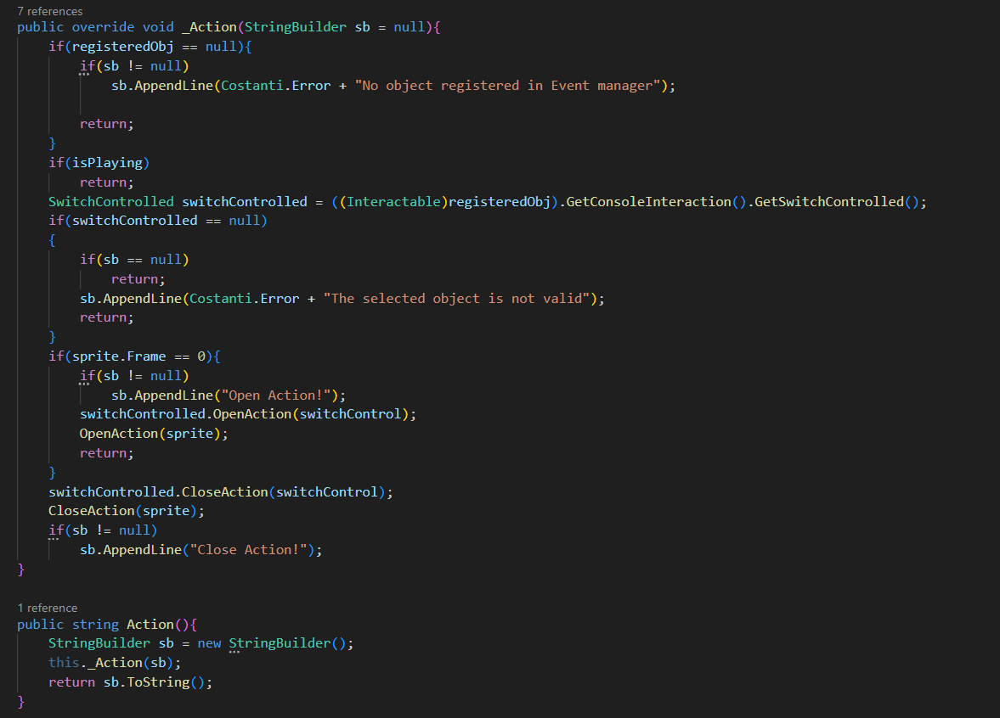 7 references
public override void _Action(StringBuilder sb = null){
    if(registeredObj == null){
        if(sb != null)
            sb.AppendLine(Costanti.Error + "No object registered in Event manager");

        return;
    }
    if(isPlaying)
        return;
    SwitchControlled switchControlled = ((Interactable)registeredObj).GetConsoleInteraction().GetSwitchControlled();
    if(switchControlled == null)
    {
        if(sb == null)
            return;
        sb.AppendLine(Costanti.Error + "The selected object is not valid");
        return;
    }
    if(sprite.Frame == 0){
        if(sb != null)
            sb.AppendLine("Open Action!");
        switchControlled.OpenAction(switchControl);
        OpenAction(sprite);
        return;
    }
    switchControlled.CloseAction(switchControl);
    CloseAction(sprite);
    if(sb != null)
        sb.AppendLine("Close Action!");
}

1 reference
public string Action(){
    StringBuilder sb = new StringBuilder();
    this._Action(sb);
    return sb.ToString();
}